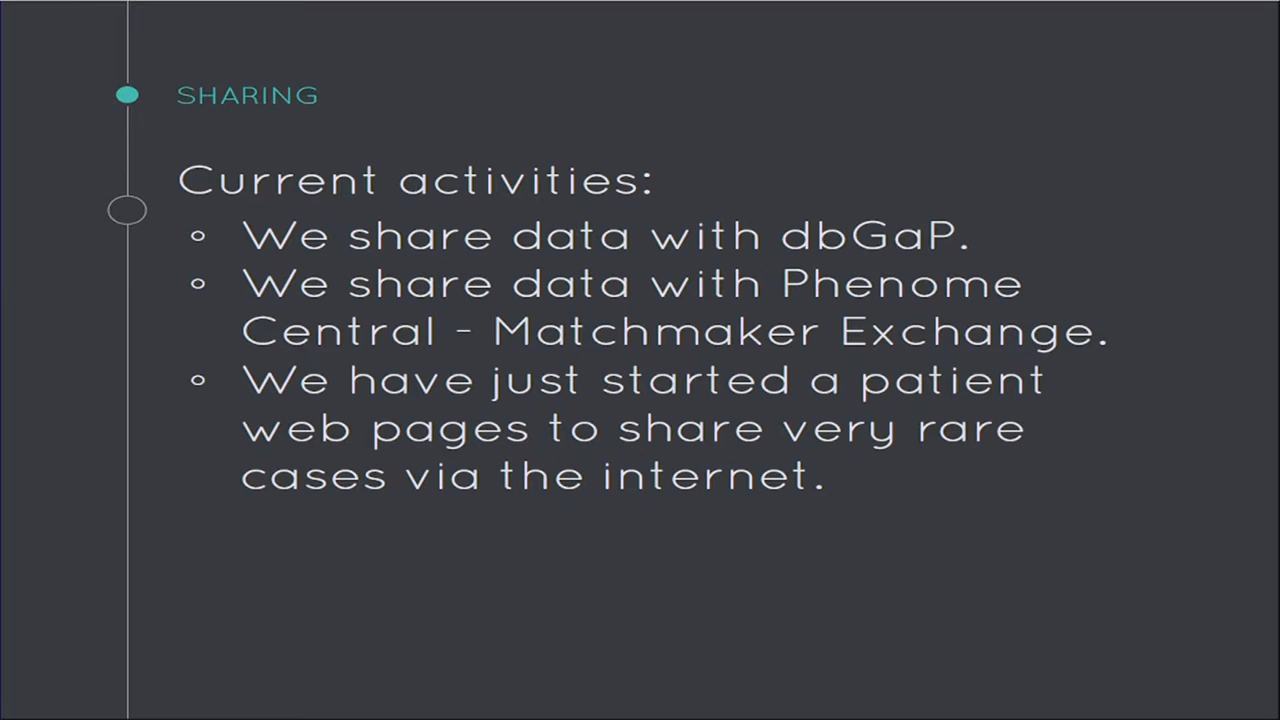 SHARING
Current activities:
◦ We share data with dbGaP.
◦ We share data with Phenome
Central - Matchmaker Exchange.
◦ We have just started a patient
web pages to share very rare
cases via the internet.